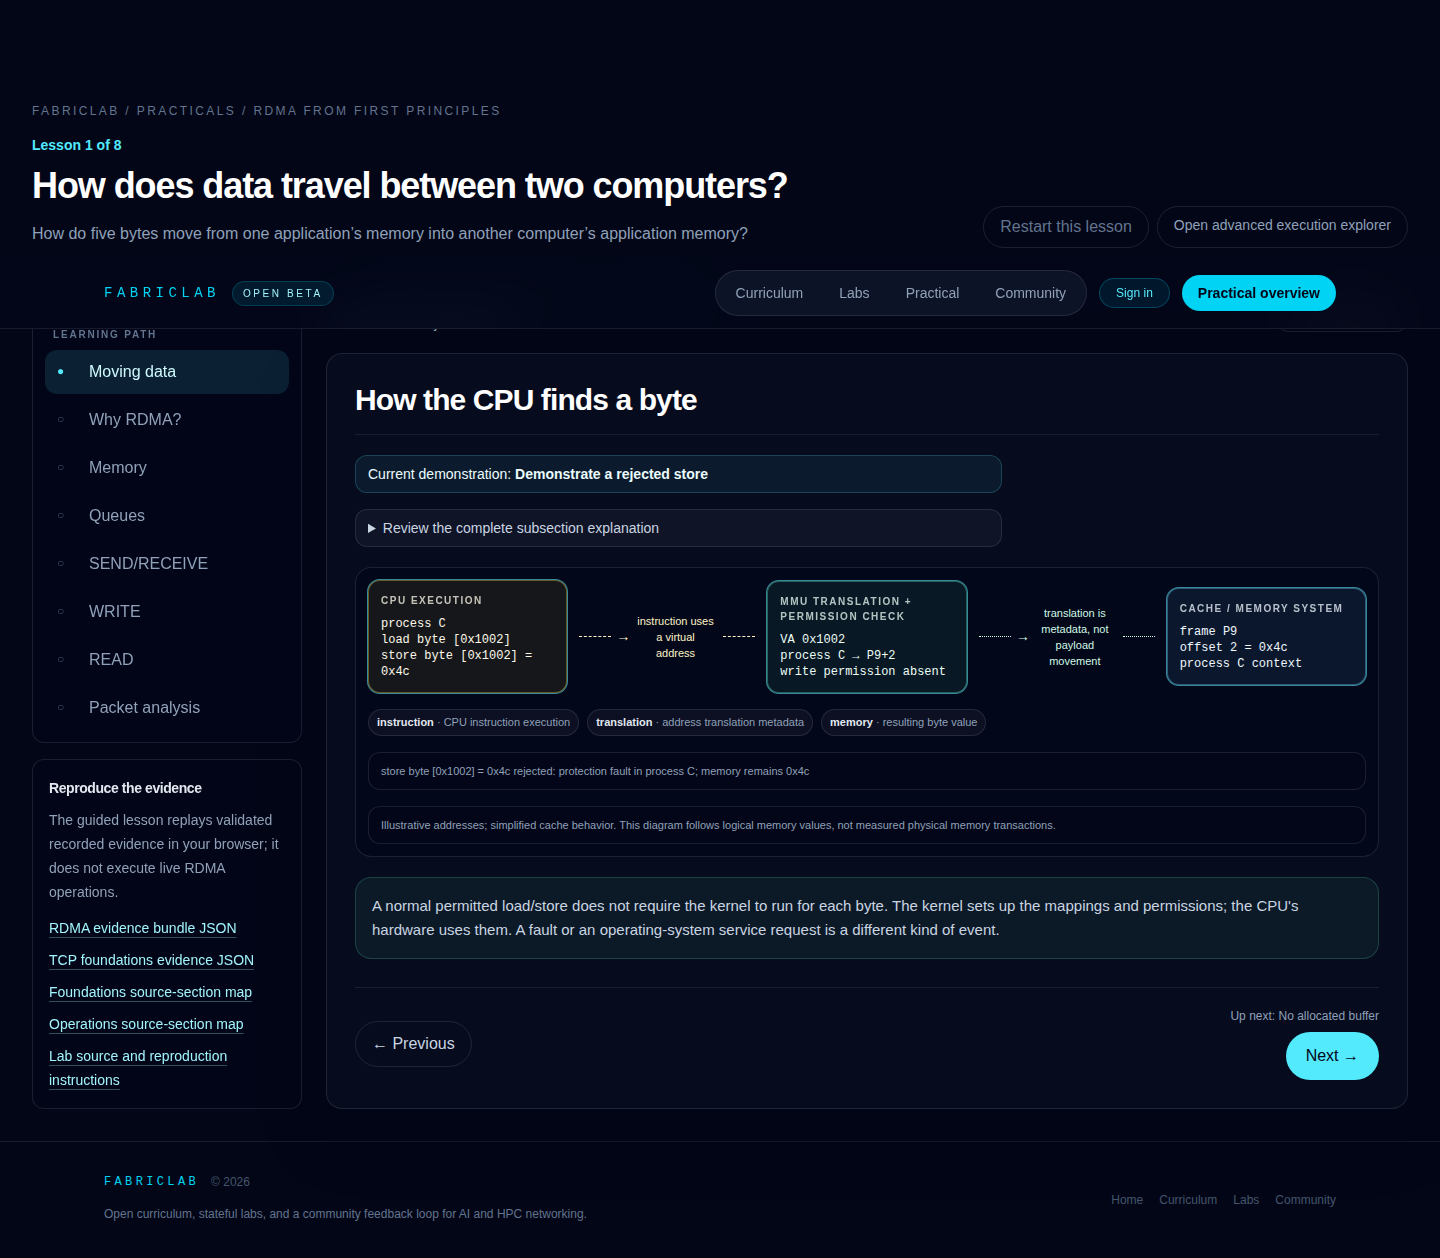 FABRICLAB / PRACTICALS / RDMA FROM FIRST PRINCIPLES
Lesson 1 of 8
How does data travel between two computers?
How do five bytes move from one application’s memory into another computer’s application memory?
Restart this lesson
Open advanced execution explorer
FABRICLAB
OPEN BETA
Curriculum
Labs
Practical
Community
Sign in
Practical overview
LEARNING PATH
● Moving data
○ Why RDMA?
○ Memory
○ Queues
○ SEND/RECEIVE
○ WRITE
○ READ
○ Packet analysis
Reproduce the evidence
The guided lesson replays validated
recorded evidence in your browser; it
does not execute live RDMA
operations.
RDMA evidence bundle JSON
TCP foundations evidence JSON
Foundations source-section map
Operations source-section map
Lab source and reproduction
instructions
How the CPU finds a byte
Current demonstration: Demonstrate a rejected store
▶ Review the complete subsection explanation
CPU EXECUTION
process C
load byte [0x1002]
store byte [0x1002] =
0x4c
→
instruction uses
a virtual
address
MMU TRANSLATION +
PERMISSION CHECK
VA 0x1002
process C → P9+2
write permission absent
→
translation is
metadata, not
payload
movement
CACHE / MEMORY SYSTEM
frame P9
offset 2 = 0x4c
process C context
instruction · CPU instruction execution
translation · address translation metadata
memory · resulting byte value
store byte [0x1002] = 0x4c rejected: protection fault in process C; memory remains 0x4c
Illustrative addresses; simplified cache behavior. This diagram follows logical memory values, not measured physical memory transactions.
A normal permitted load/store does not require the kernel to run for each byte. The kernel sets up the mappings and permissions; the CPU's
hardware uses them. A fault or an operating-system service request is a different kind of event.
← Previous
Up next: No allocated buffer
Next →
FABRICLAB © 2026
Open curriculum, stateful labs, and a community feedback loop for AI and HPC networking.
Home
Curriculum
Labs
Community